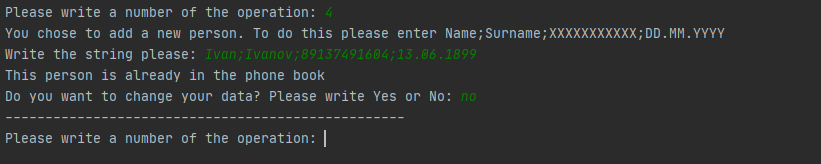 Please write a number of the operation: 4
You chose to add a new person. To do this please enter Name;Surname;XXXXXXXXXXX;DD.MM.YYYY
Write the string please: Ivan;Ivanov;89137491604;13.06.1899
This person is already in the phone book
Do you want to change your data? Please write Yes or No: no
--------------------------------------------------
Please write a number of the operation: